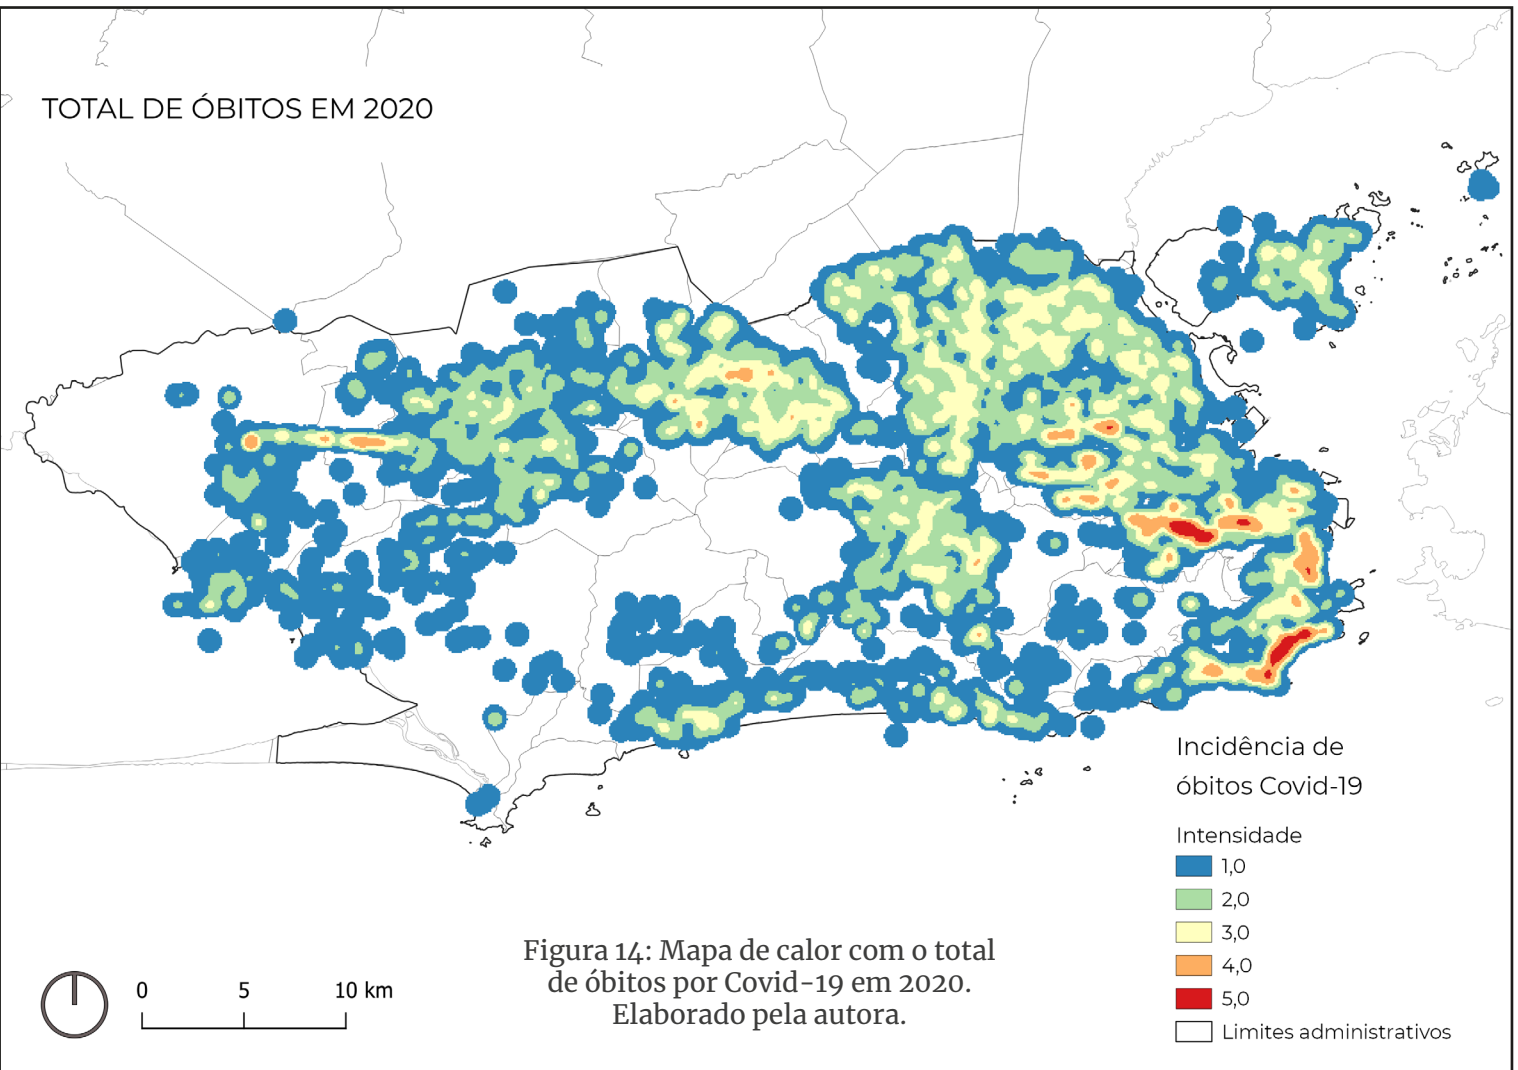 TOTAL DE ÓBITOS EM 2020
Incidência de
óbitos Covid-19
Intensidade
1,0
2,0
3,0
4,0
5,0
Limites administrativos
0 5 10 km
Figura 14: Mapa de calor com o total
de óbitos por Covid-19 em 2020.
Elaborado pela autora.